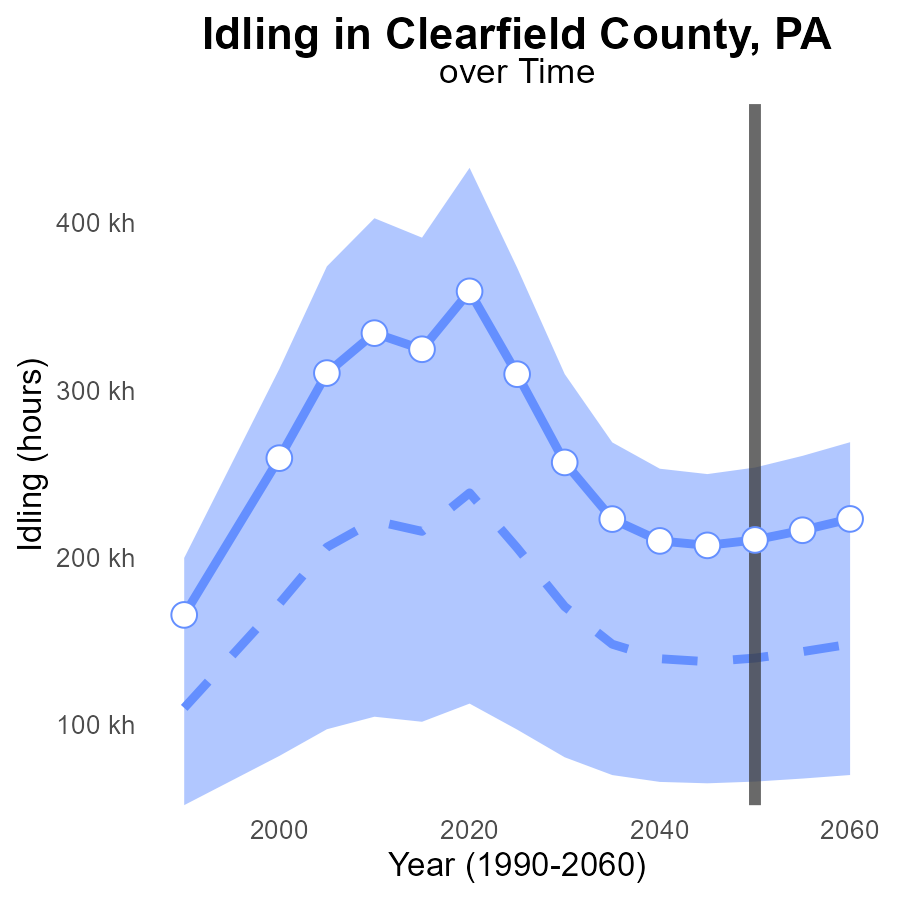 Idling in Clearfield County, PA
over Time
Idling (hours)
400 kh
300 kh
200 kh
100 kh
2000 2020 2040 2060
Year (1990-2060)